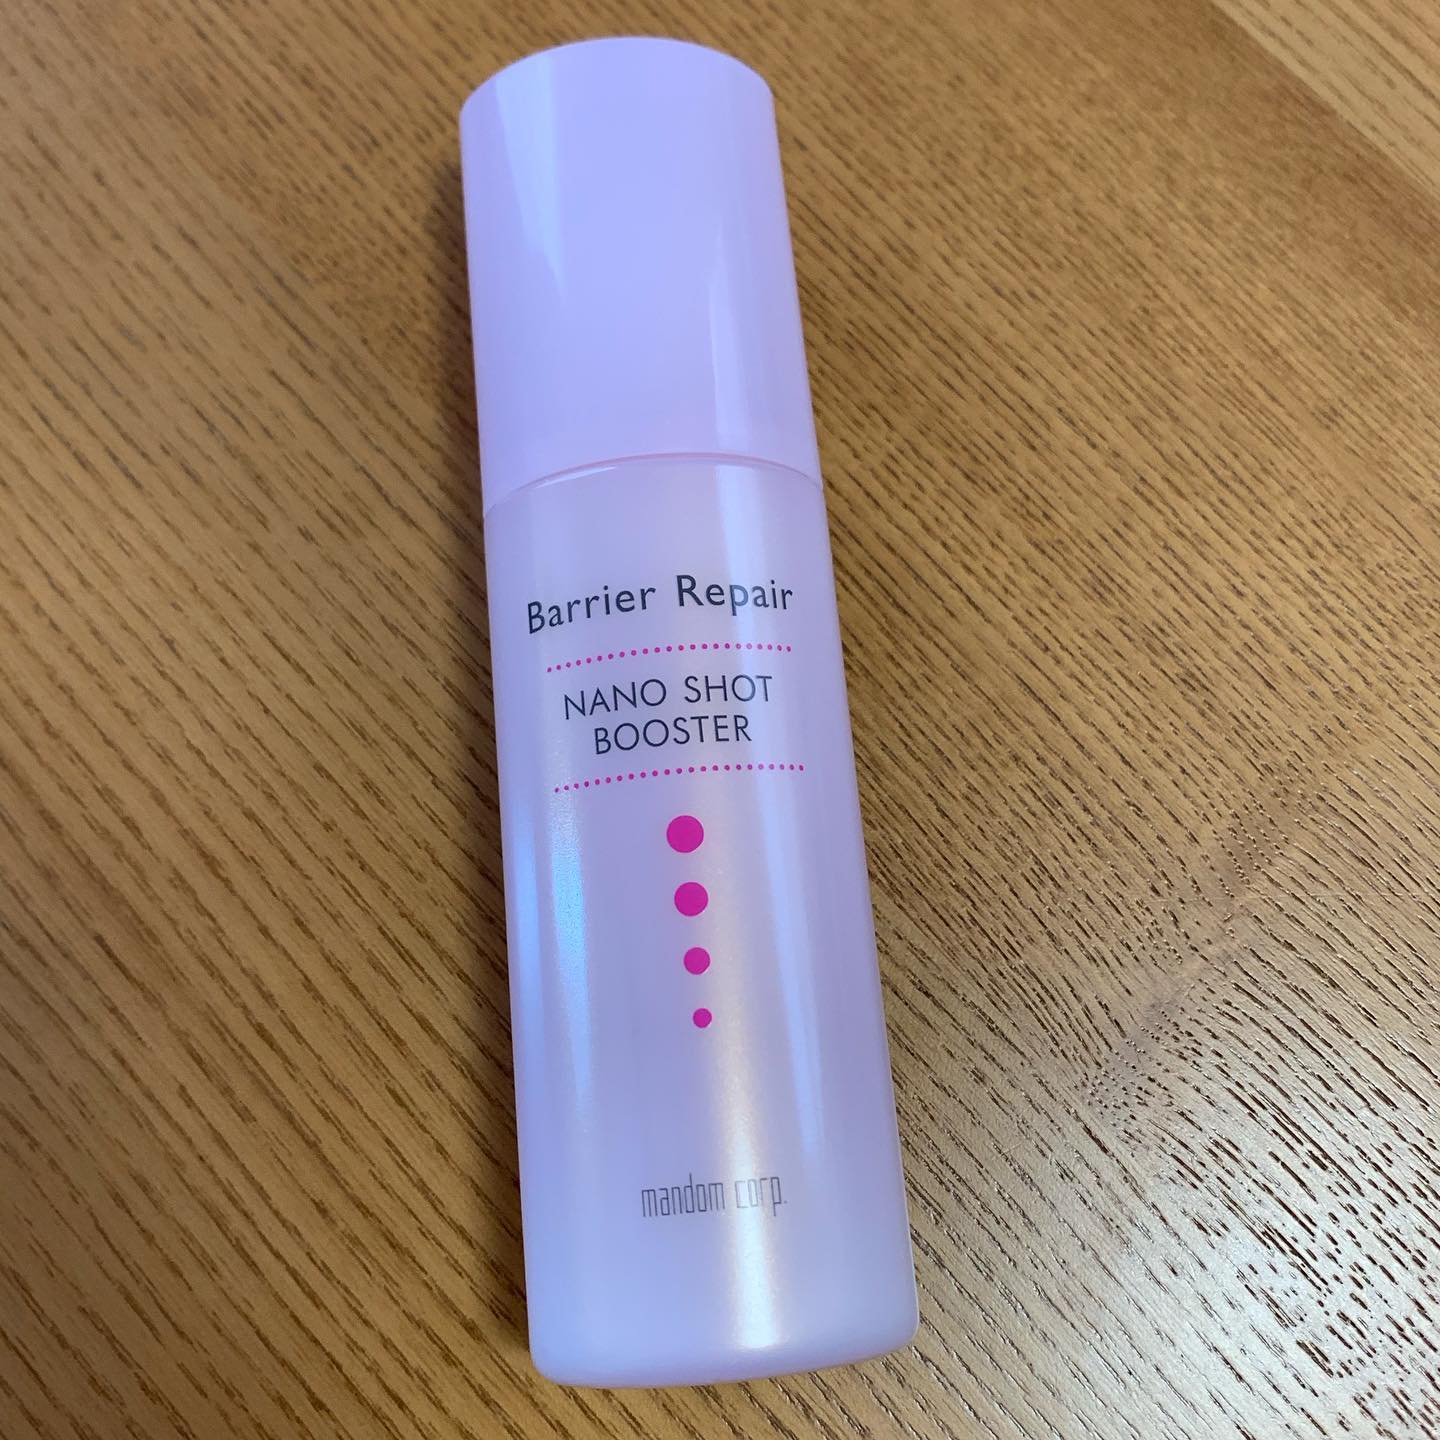 Barrier Repair
NANO SHOT
BOOSTER
mandom corp.